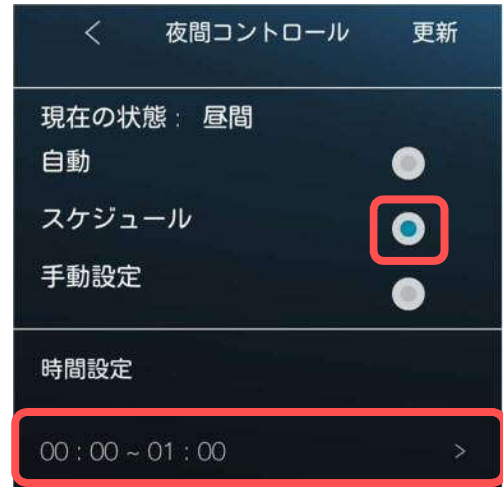 < 夜間コントロール 更新
現在の状態： 昼間
自動
スケジュール
手動設定
時間設定
00 : 00 ~ 01 : 00 >